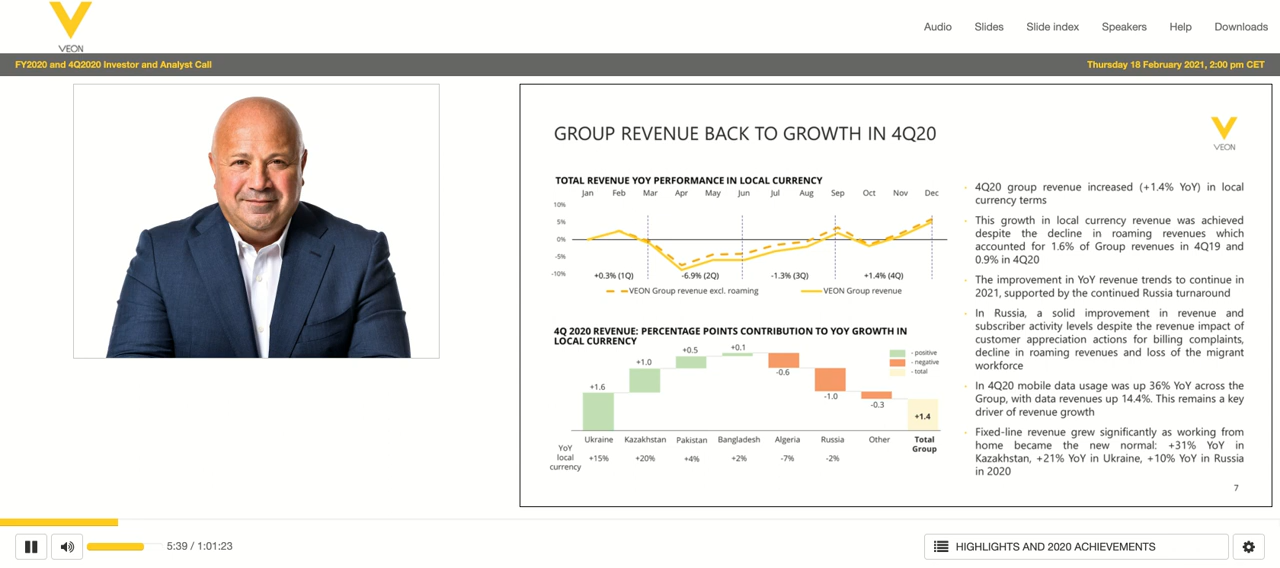 VEON
Audio Slides Slide index Speakers Help Downloads
FY2020 and 4Q2020 Investor and Analyst Call
Thursday 18 February 2021, 2:00 pm CET
GROUP REVENUE BACK TO GROWTH IN 4Q20
VEON
TOTAL REVENUE YOY PERFORMANCE IN LOCAL CURRENCY
Jan Feb Mar Apr May Jun Jul Aug Sep Oct Nov Dec
10%
5%
0%
-5%
-10%
+0.3% (1Q) -6.9% (2Q) -1.3% (3Q) +1.4% (4Q)
VEON Group revenue excl. roaming VEON Group revenue
4Q 2020 REVENUE: PERCENTAGE POINTS CONTRIBUTION TO YOY GROWTH IN
LOCAL CURRENCY
- positive
- negative
- total
+1.6 +1.0 +0.5 +0.1 -0.6 -1.0 -0.3 +1.4
Ukraine Kazakhstan Pakistan Bangladesh Algeria Russia Other Total
Group
YoY
local
currency
+15% +20% +4% +2% -7% -2%
4Q20 group revenue increased (+1.4% YoY) in local
currency terms
This growth in local currency revenue was achieved
despite the decline in roaming revenues which
accounted for 1.6% of Group revenues in 4Q19 and
0.9% in 4Q20
The improvement in YoY revenue trends to continue in
2021, supported by the continued Russia turnaround
In Russia, a solid improvement in revenue and
subscriber activity levels despite the revenue impact of
customer appreciation actions for billing complaints,
decline in roaming revenues and loss of the migrant
workforce
In 4Q20 mobile data usage was up 36% YoY across the
Group, with data revenues up 14.4%. This remains a key
driver of revenue growth
Fixed-line revenue grew significantly as working from
home became the new normal: +31% YoY in
Kazakhstan, +21% YoY in Ukraine, +10% YoY in Russia
in 2020
7
5:39 / 1:01:23
HIGHLIGHTS AND 2020 ACHIEVEMENTS